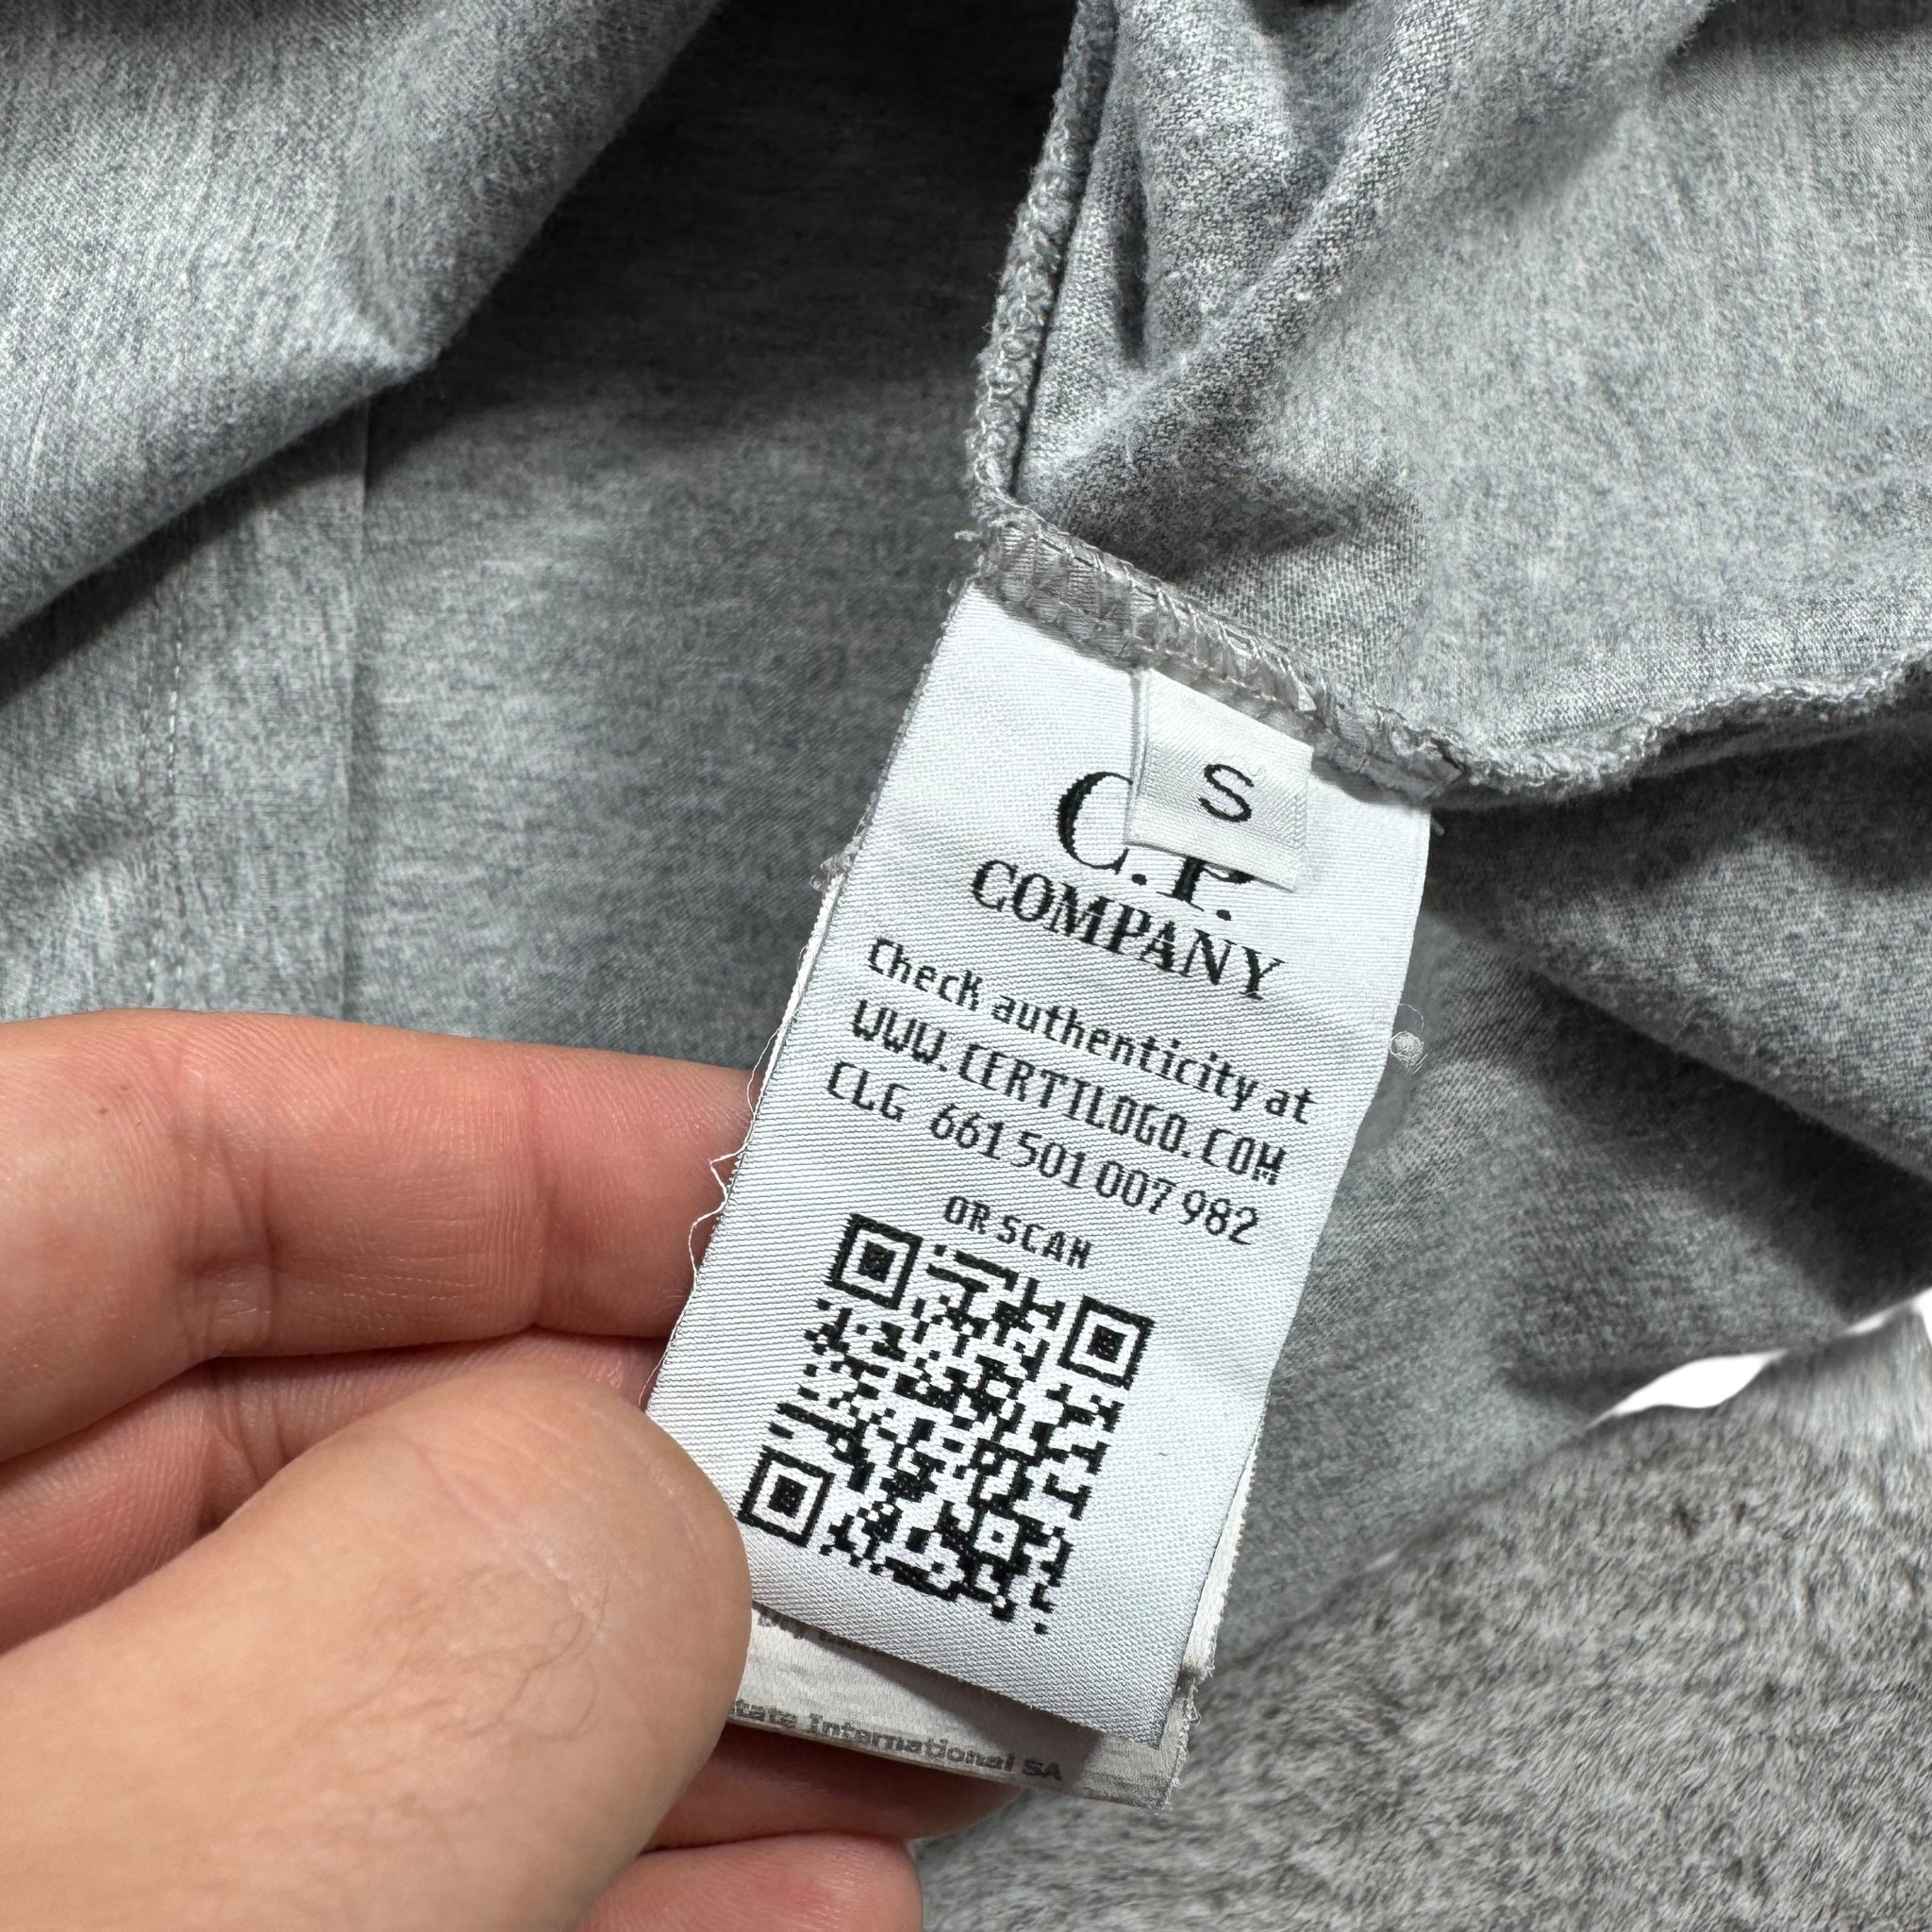 S
C.P.
COMPANY
Check authenticity at
WWW.CERTILOGO.COM
CLG 661 501 007 982
OR SCAN
International SA